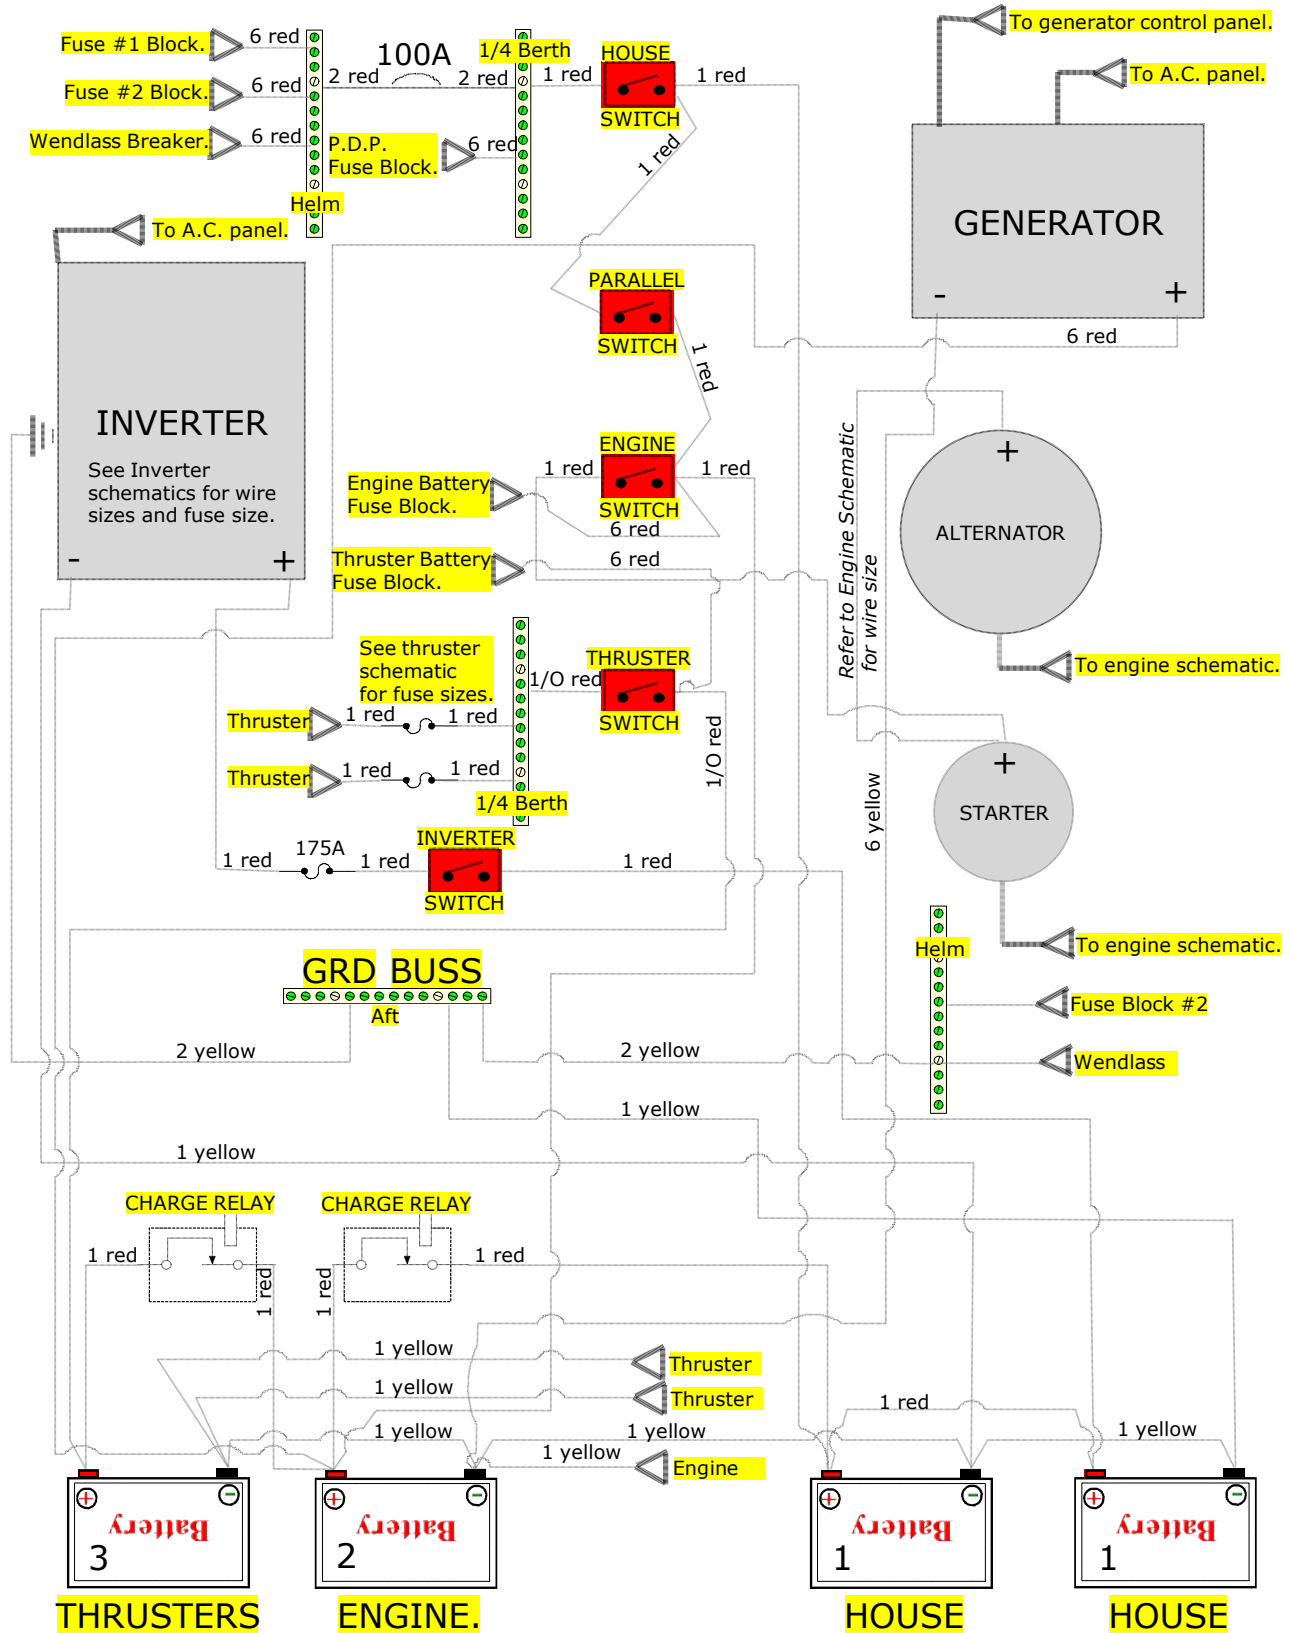 To generator control panel.
Fuse #1 Block.
6 red
100A
1/4 Berth
HOUSE
2 red
2 red
1 red
1 red
To A.C. panel.
Fuse #2 Block.
6 red
SWITCH
Wendlass Breaker.
6 red
P.D.P.
Fuse Block.
6 red
1 red
Helm
To A.C. panel.
GENERATOR
PARALLEL
-
+
SWITCH
6 red
1 red
INVERTER
See Inverter
schematics for wire
sizes and fuse size.
-
+
ENGINE
1 red
1 red
Engine Battery
Fuse Block.
SWITCH
6 red
Thruster Battery
Fuse Block.
6 red
Refer to Engine Schematic
for wire size
+
ALTERNATOR
To engine schematic.
See thruster
schematic
for fuse sizes.
THRUSTER
1/O red
SWITCH
Thruster
1 red
1 red
Thruster
1 red
1 red
1/4 Berth
1/O red
6 yellow
+
STARTER
INVERTER
175A
1 red
1 red
1 red
SWITCH
To engine schematic.
Helm
GRD BUSS
Aft
Fuse Block #2
2 yellow
2 yellow
Wendlass
1 yellow
1 yellow
CHARGE RELAY
CHARGE RELAY
1 red
1 red
1 red
1 red
1 yellow
Thruster
1 yellow
Thruster
1 red
1 yellow
1 yellow
1 yellow
1 yellow
Engine
+
-
+
-
+
-
+
-
Battery
Battery
Battery
Battery
3
2
1
1
THRUSTERS
ENGINE.
HOUSE
HOUSE